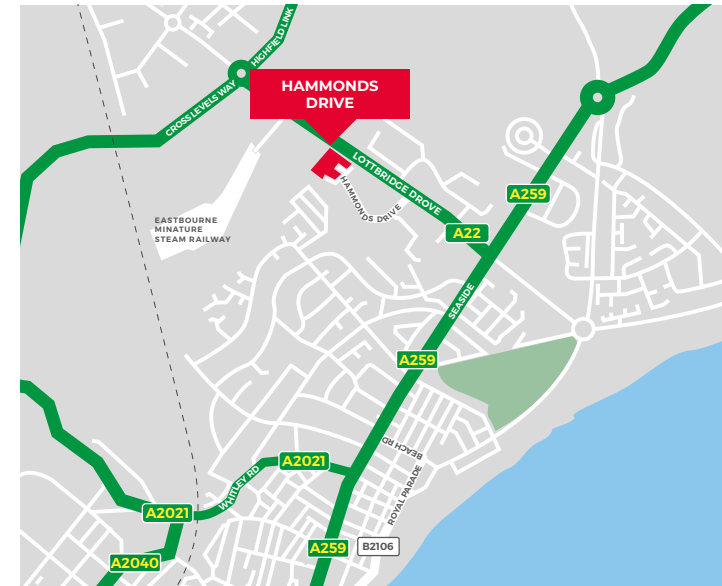 HIGHFIELD LINK
CROSS LEVELS WAY
HAMMONDS
DRIVE
LOTTBRIDGE DROVE
HAMMONDS DRIVE
A259
EASTBOURNE
MINATURE
STEAM RAILWAY
A22
SEASIDE
A259
BEACH RD
A2021
WHITLEY RD
ROYAL PARADE
A2021
A259
B2106
A2040